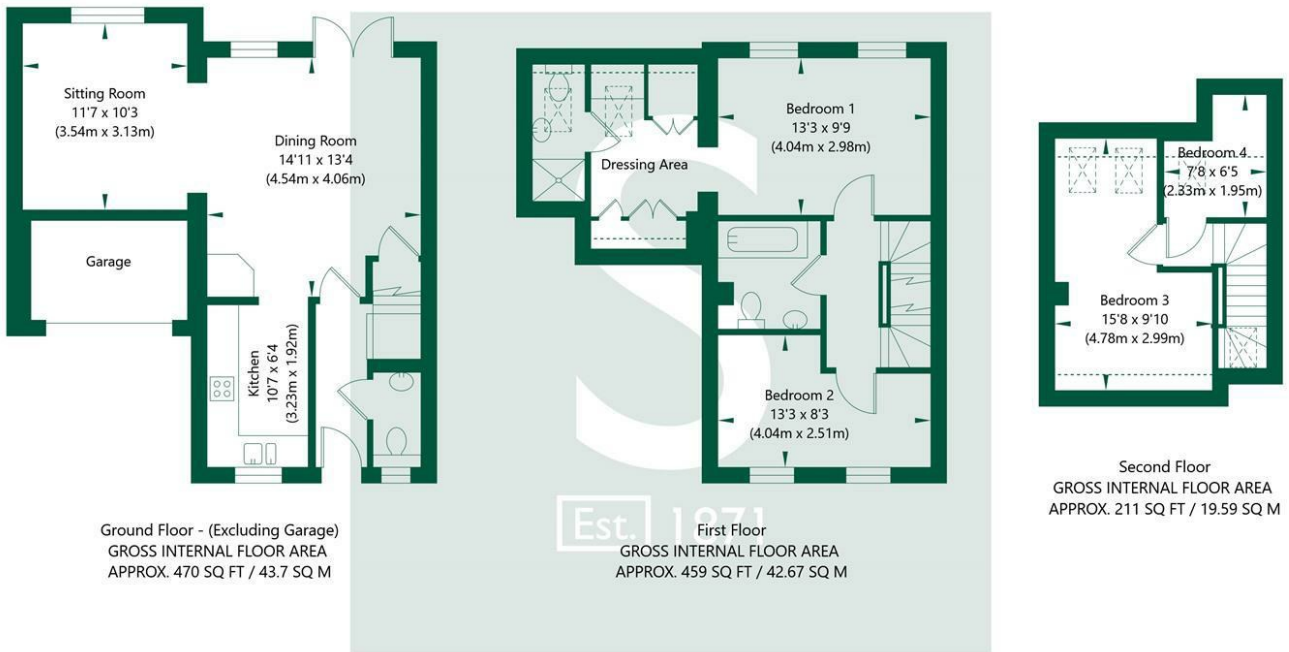 Sitting Room
11'7 x 10'3
(3.54m x 3.13m)
Dining Room
14'11 x 13'4
(4.54m x 4.06m)
Garage
Kitchen
10'7 x 6'4
(3.23m x 1.92m)
Ground Floor - (Excluding Garage)
GROSS INTERNAL FLOOR AREA
APPROX. 470 SQ FT / 43.7 SQ M
Bedroom 1
13'3 x 9'9
(4.04m x 2.98m)
Dressing Area
Bedroom 2
13'3 x 8'3
(4.04m x 2.51m)
S
Est. 1871
First Floor
GROSS INTERNAL FLOOR AREA
APPROX. 459 SQ FT / 42.67 SQ M
Bedroom 4
7'8 x 6'5
(2.33m x 1.95m)
Bedroom 3
15'8 x 9'10
(4.78m x 2.99m)
Second Floor
GROSS INTERNAL FLOOR AREA
APPROX. 211 SQ FT / 19.59 SQ M